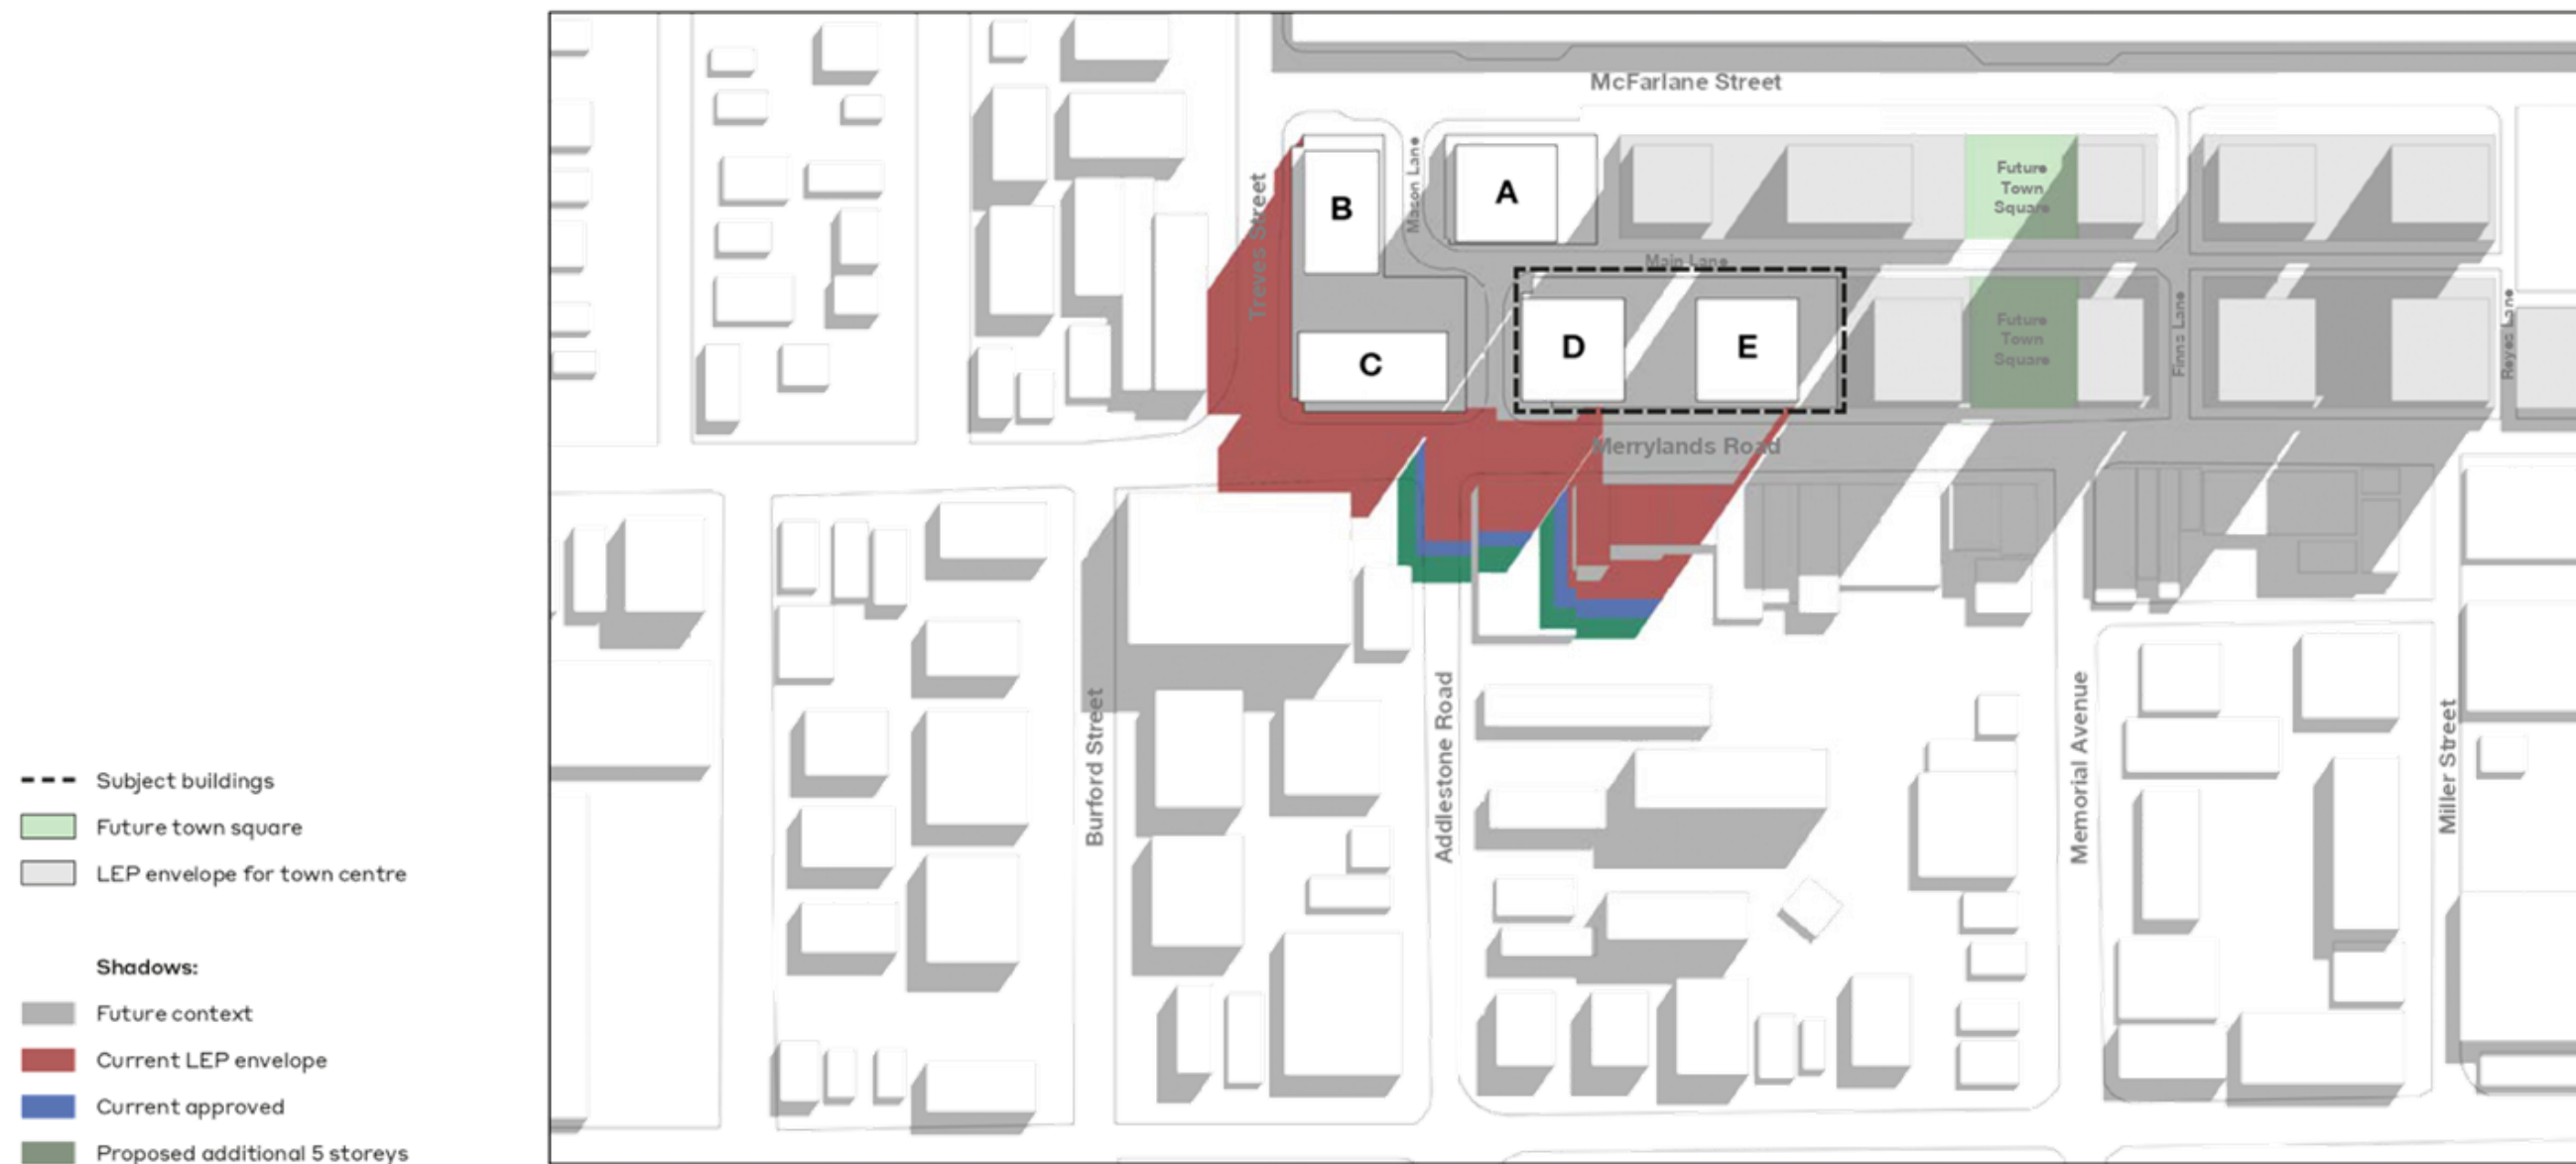 McFarlane Street
Treves Street
B
Mason Lane
A
Future
Town
Square
Main Lane
C
D
E
Future
Town
Square
Finns Lane
Reyes Lane
Merrylands Road
Burford Street
Addlestone Road
Memorial Avenue
Miller Street
Subject buildings
Future town square
LEP envelope for town centre
Shadows:
Future context
Current LEP envelope
Current approved
Proposed additional 5 storeys